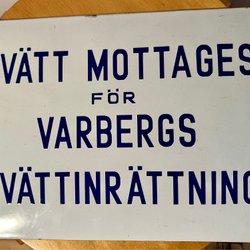 VÄTT MOTTAGES
FÖR
VARBERGS
VÄTTINRÄTTNING